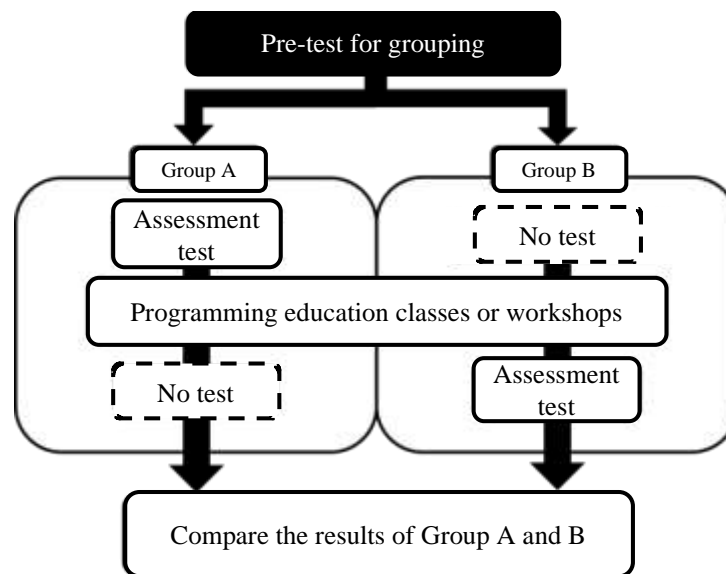 Pre-test for grouping
Group A
Group B
Assessment
test
No test
Programming education classes or workshops
No test
Assessment
test
Compare the results of Group A and B